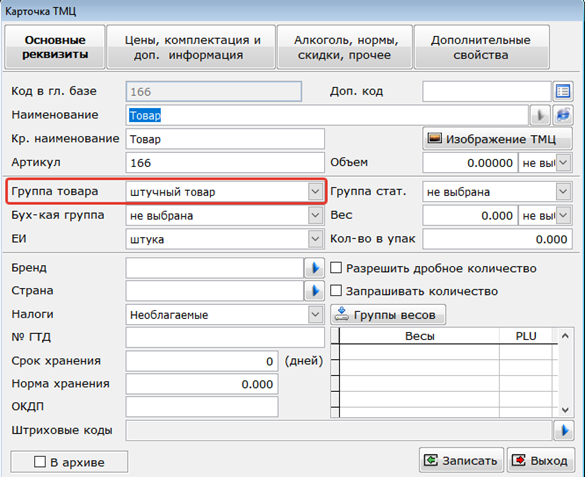 Карточка ТМЦ
Основные реквизиты
Цены, комплектация и доп. информация
Алкоголь, нормы, скидки, прочее
Дополнительные свойства
Код в гл. базе 166 Доп. код
Наименование Товар
Кр. наименование Товар Изображение ТМЦ
Артикул 166 Объем 0.00000 не вы
Группа товара штучный товар Группа стат. не выбрана
Бух-кая группа не выбрана Вес 0.000 не вы
ЕИ штука Кол-во в упак 0.000
Бренд Разрешить дробное количество
Страна Запрашивать количество
Налоги Необлагаемые Группы весов
№ ГТД Весы PLU
Срок хранения 0 (дней)
Норма хранения 0.000
ОКДП
Штриховые коды
В архиве Записать Выход